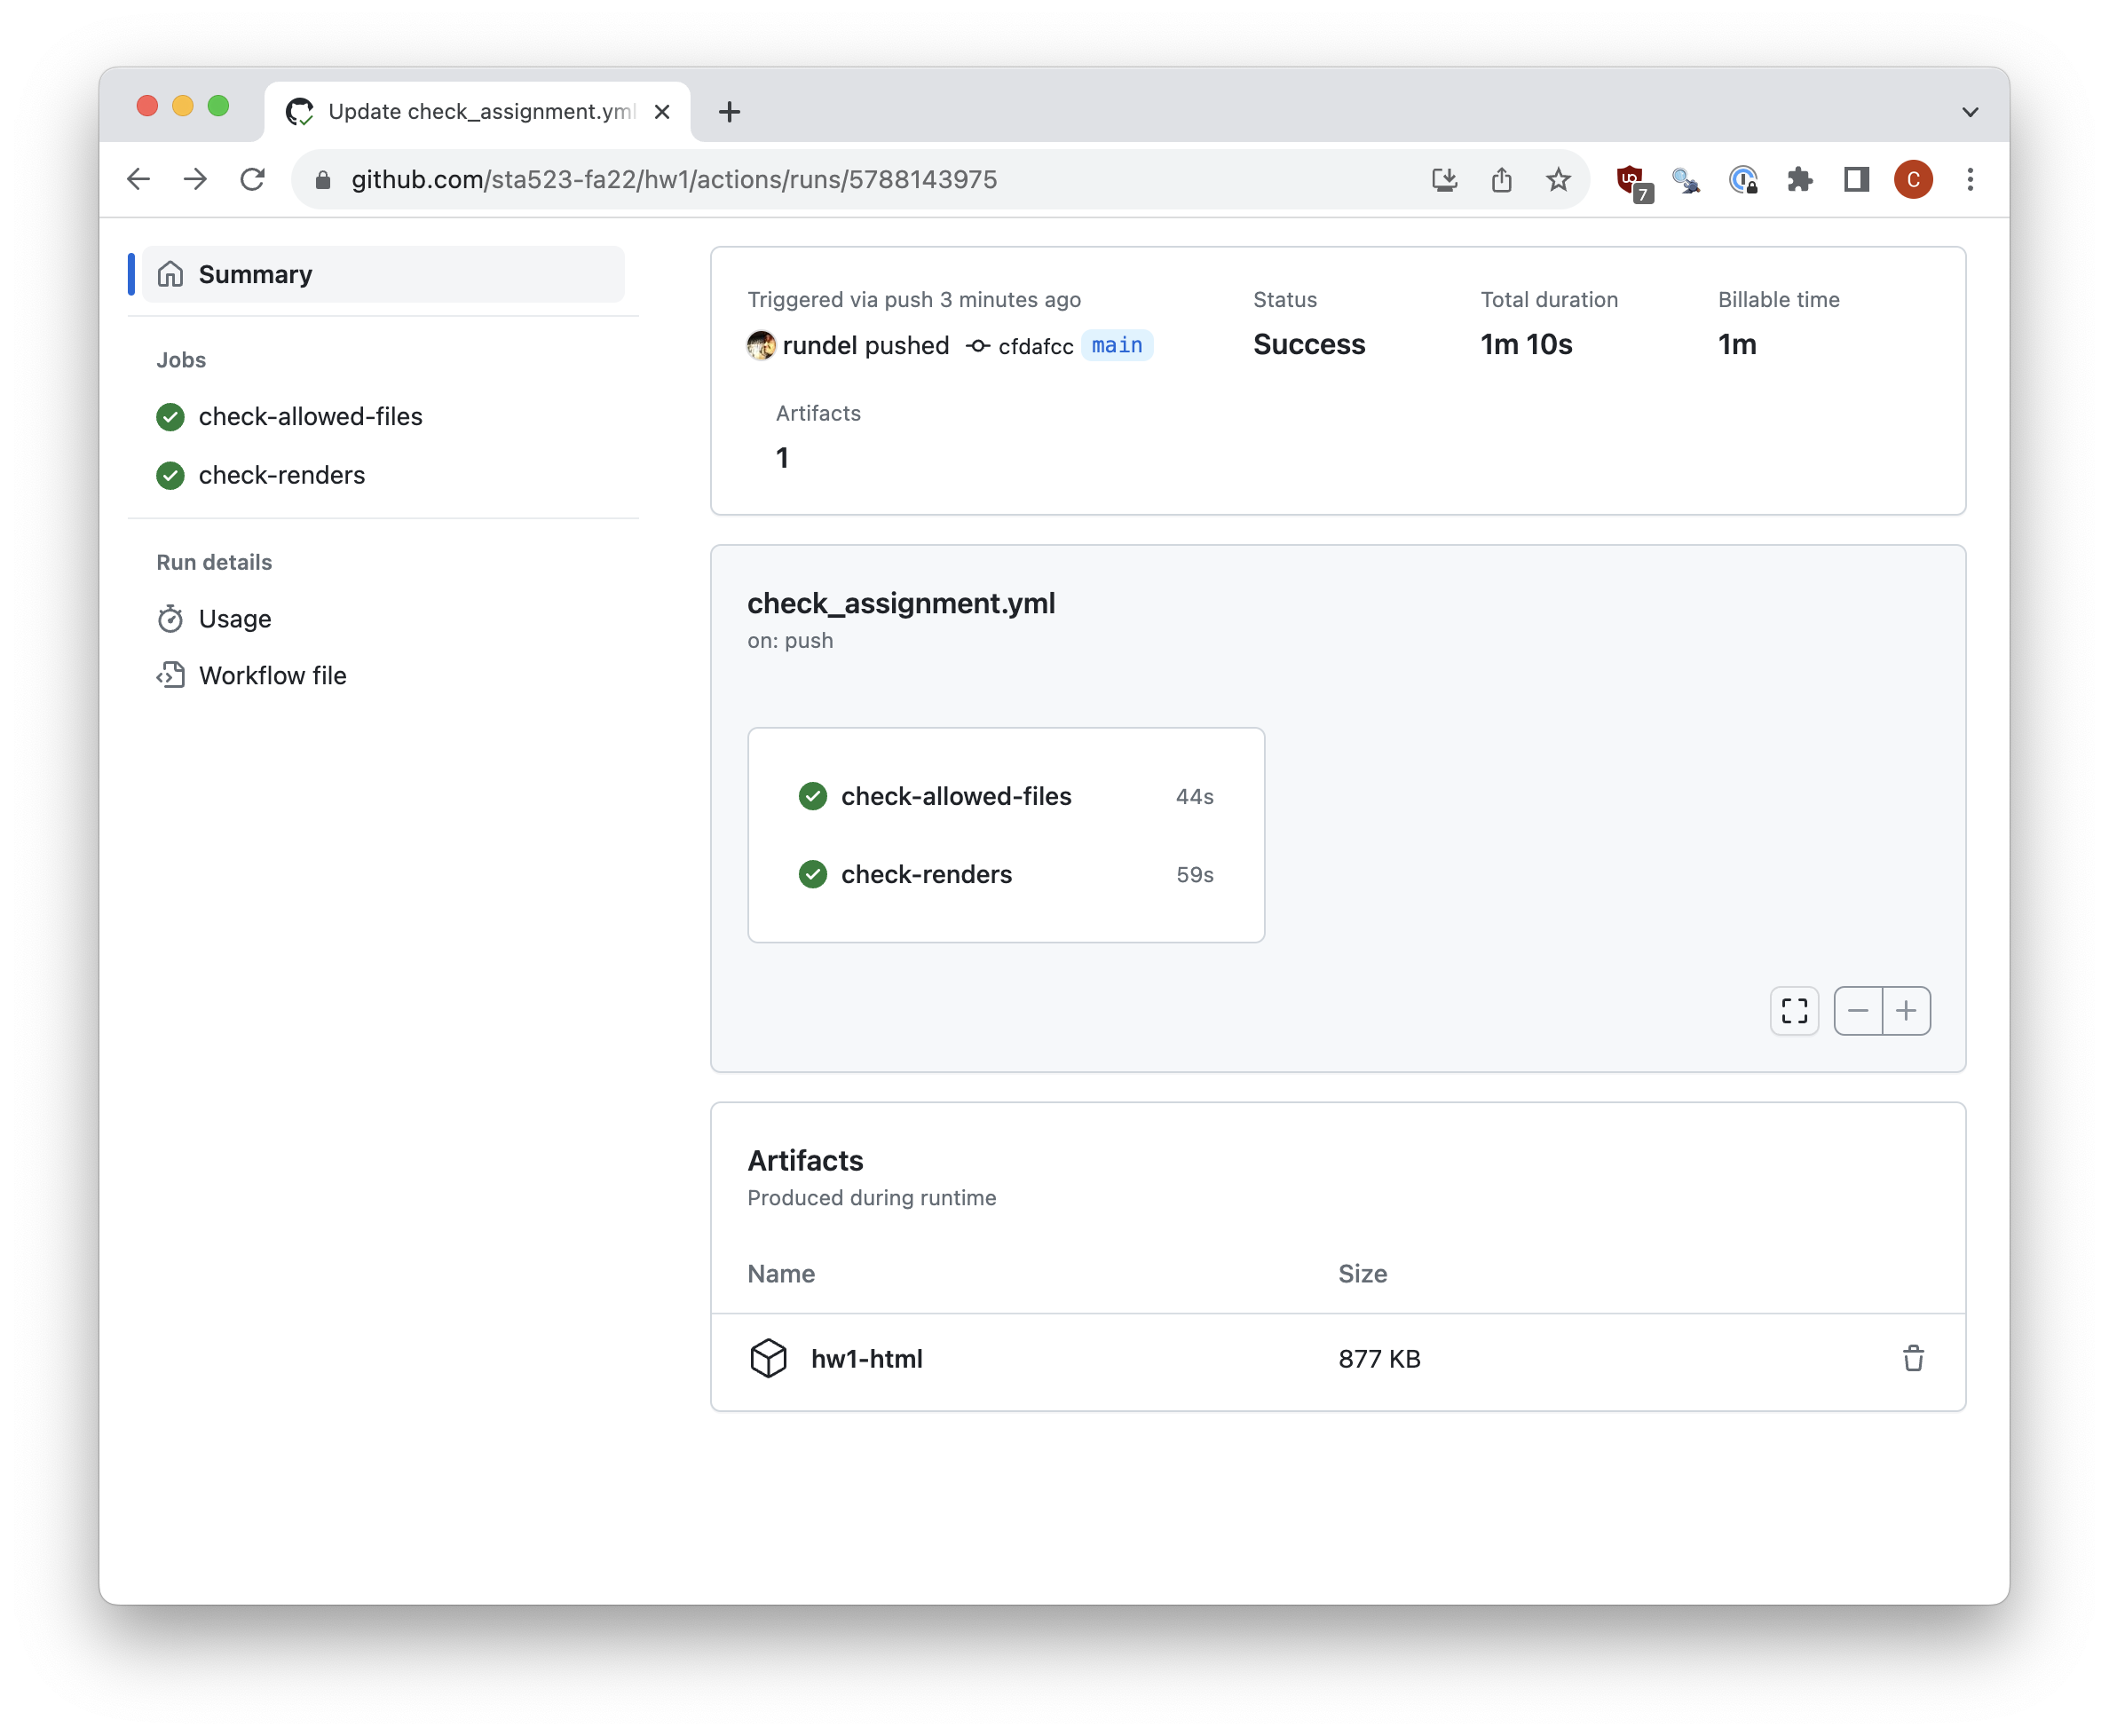 Update check_assignment.yml
github.com/sta523-fa22/hw1/actions/runs/5788143975
7
C
Summary
Jobs
check-allowed-files
check-renders
Run details
Usage
Workflow file
Triggered via push 3 minutes ago
rundel pushed cfdafcc main
Status
Success
Total duration
1m 10s
Billable time
1m
Artifacts
1
check_assignment.yml
on: push
check-allowed-files 44s
check-renders 59s
Artifacts
Produced during runtime
Name Size
hw1-html 877 KB